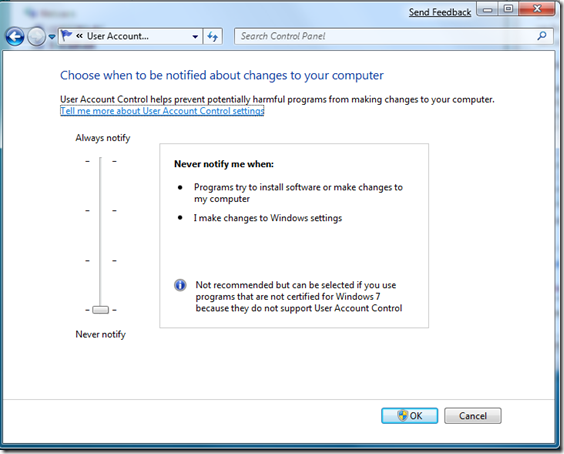 Send Feedback
« User Account...
Search Control Panel
Choose when to be notified about changes to your computer
User Account Control helps prevent potentially harmful programs from making changes to your computer.
Tell me more about User Account Control settings
Always notify
Never notify me when:
Programs try to install software or make changes to
my computer
I make changes to Windows settings
Not recommended but can be selected if you use
programs that are not certified for Windows 7
because they do not support User Account Control
Never notify
OK
Cancel